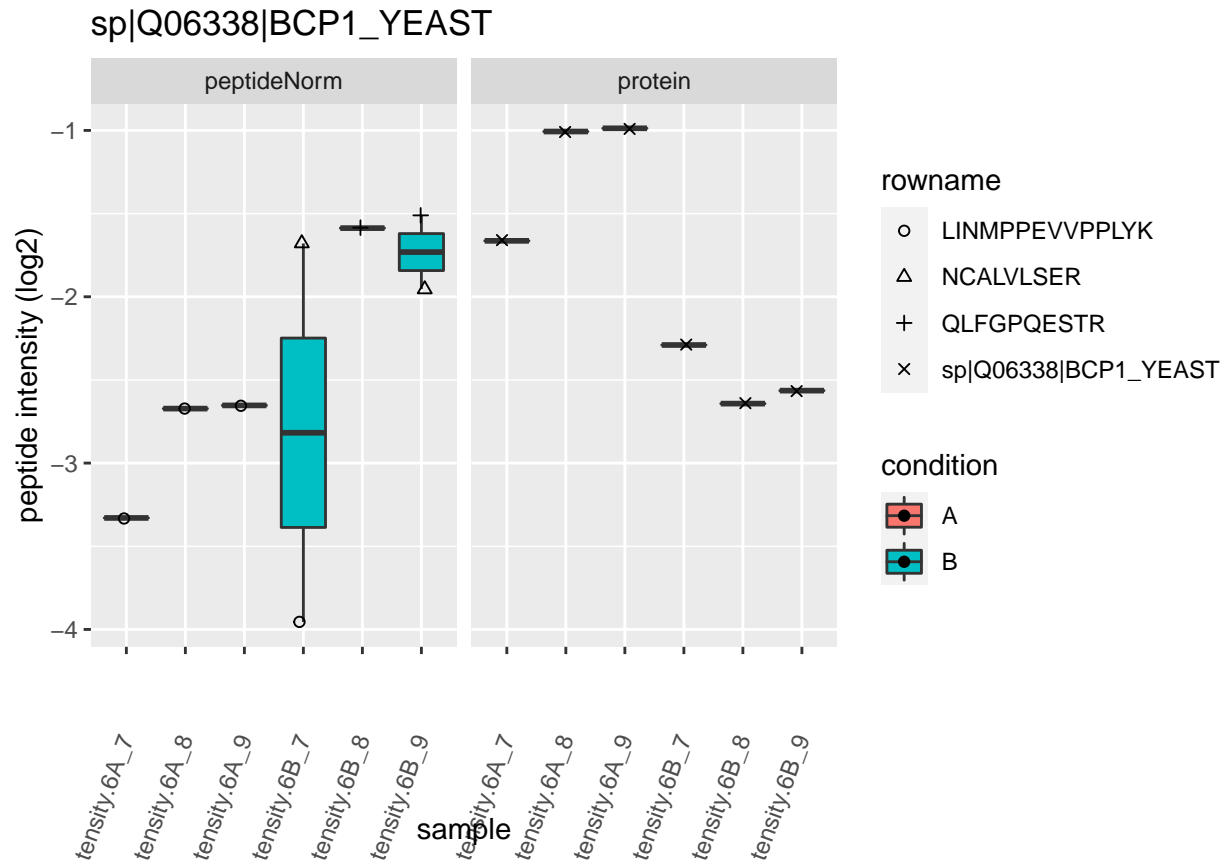 sp|Q06338|BCP1_YEAST
peptideNorm
protein
peptide intensity (log2)
−1
−2
−3
−4
tensity.6A_7
tensity.6A_8
tensity.6A_9
tensity.6B_7
tensity.6B_8
tensity.6B_9
tensity.6A_7
tensity.6A_8
tensity.6A_9
tensity.6B_7
tensity.6B_8
tensity.6B_9
sample
rowname
LINMPPEVVPPLYK
NCALVLSER
QLFGPQESTR
sp|Q06338|BCP1_YEAST
condition
A
B